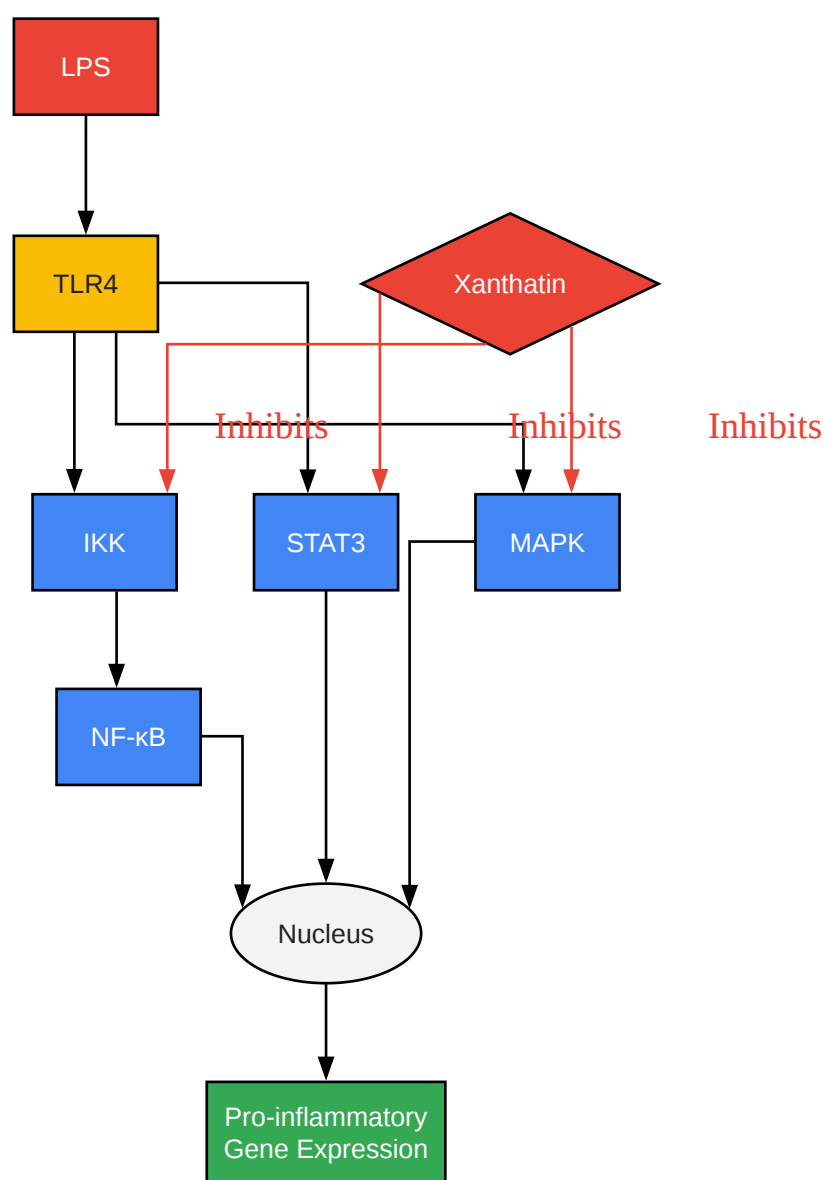 LPS
TLR4
Xanthatin
Inhibits
Inhibits
Inhibits
IKK
STAT3
MAPK
NF-κB
Nucleus
Pro-inflammatory
Gene Expression